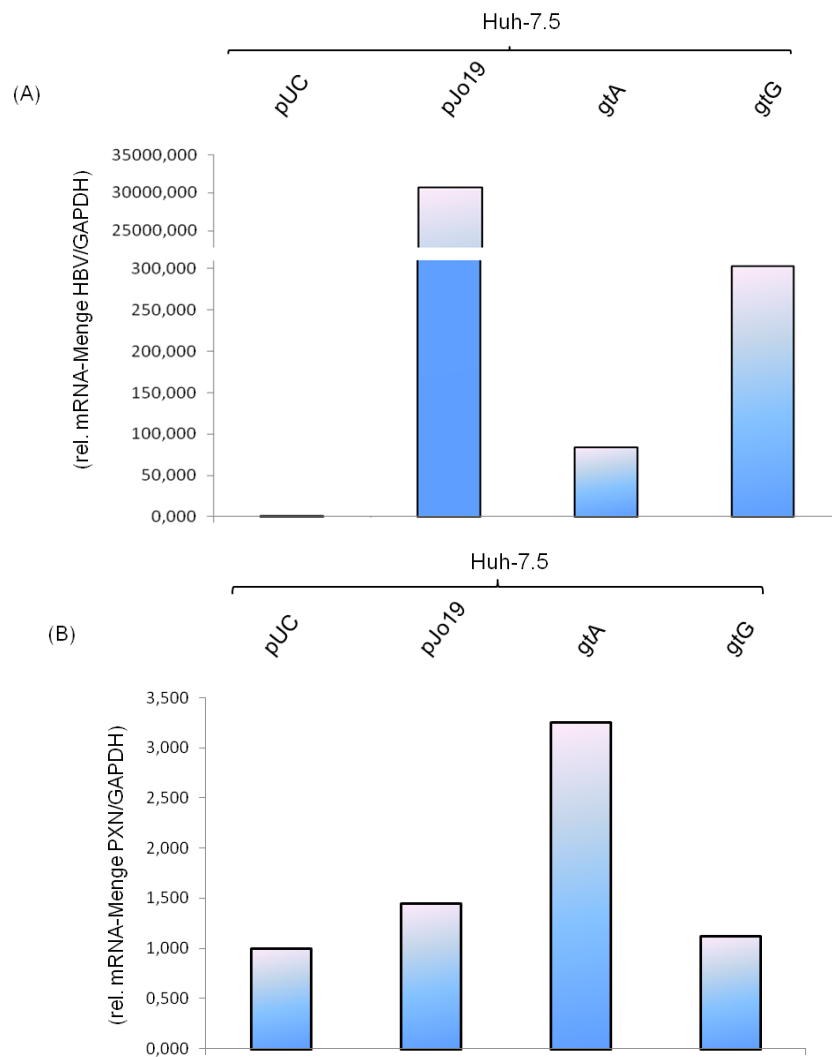 Huh-7.5
(A)
pUC pJo19 gtA gtG
(rel. mRNA-Menge HBV/GAPDH)
35000,000
30000,000
25000,000
300,000
250,000
200,000
150,000
100,000
50,000
0,000
Huh-7.5
(B)
pUC pJo19 gtA gtG
(rel. mRNA-Menge PXN/GAPDH)
3,500
3,000
2,500
2,000
1,500
1,000
0,500
0,000